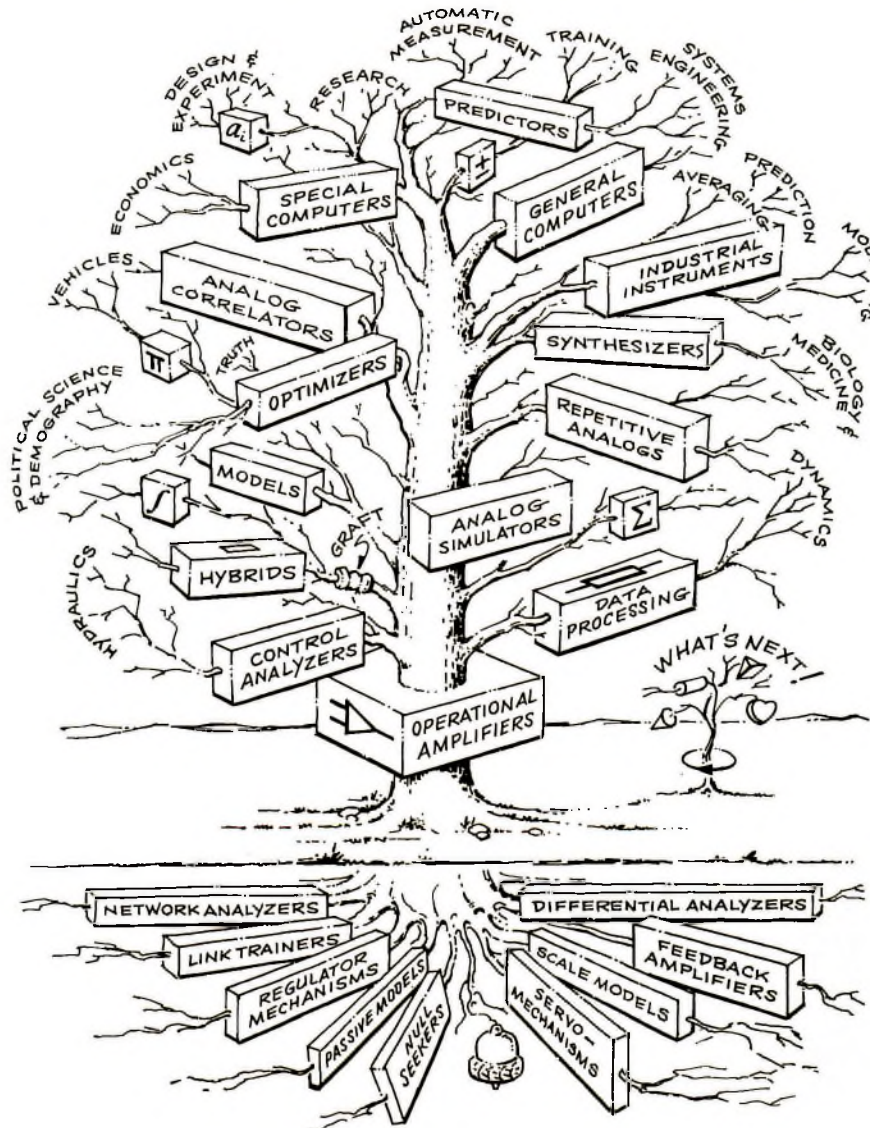 AUTOMATIC
MEASUREMENT
TRAINING
SYSTEMS
ENGINEERING
DESIGN &
EXPERIMENT
RESEARCH
PREDICTORS
a_i
±
ECONOMICS
SPECIAL
COMPUTERS
GENERAL
COMPUTERS
AVERAGING
PREDICTION
VEHICLES
ANALOG
CORRELATORS
INDUSTRIAL
INSTRUMENTS
π
TRUTH
OPTIMIZERS
SYNTHESIZERS
BIOLOGY &
MEDICINE
POLITICAL SCIENCE
& DEMOGRAPHY
REPETITIVE
ANALOGS
MODELS
ANALOG
SIMULATORS
DYNAMICS
∫
Σ
GRAFT
HYBRIDS
DATA
PROCESSING
HYDRAULICS
CONTROL
ANALYZERS
WHAT'S NEXT!
OPERATIONAL
AMPLIFIERS
NETWORK ANALYZERS
DIFFERENTIAL ANALYZERS
LINK TRAINERS
FEEDBACK
AMPLIFIERS
REGULATOR
MECHANISMS
SCALE MODELS
PASSIVE MODELS
SERVO-
MECHANISMS
NULL
SEEKERS